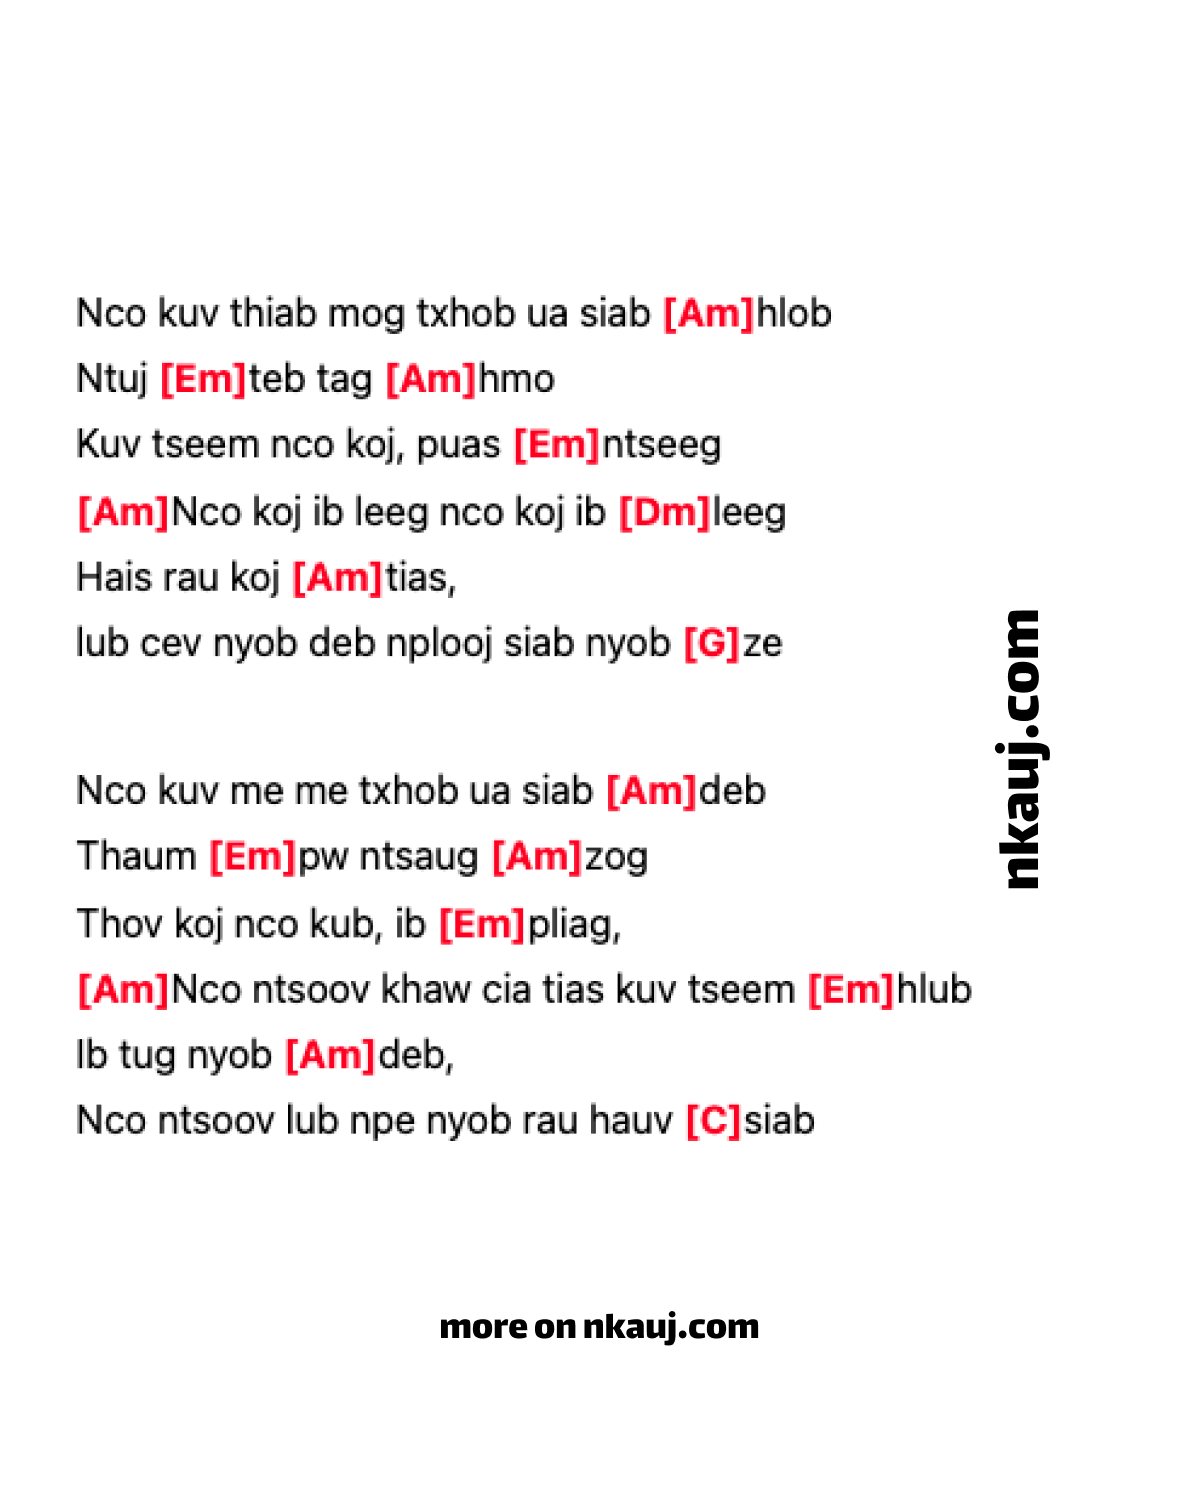 Nco kuv thiab mog txhob ua siab [Am]hlob
Ntuj [Em]teb tag [Am]hmo
Kuv tseem nco koj, puas [Em]ntseeg
[Am]Nco koj ib leeg nco koj ib [Dm]leeg
Hais rau koj [Am]tias,
lub cev nyob deb nplooj siab nyob [G]ze
Nco kuv me me txhob ua siab [Am]deb
Thaum [Em]pw ntsaug [Am]zog
Thov koj nco kub, ib [Em]pliag,
[Am]Nco ntsoov khaw cia tias kuv tseem [Em]hlub
Ib tug nyob [Am]deb,
Nco ntsoov lub npe nyob rau hauv [C]siab
nkauj.com
more on nkauj.com